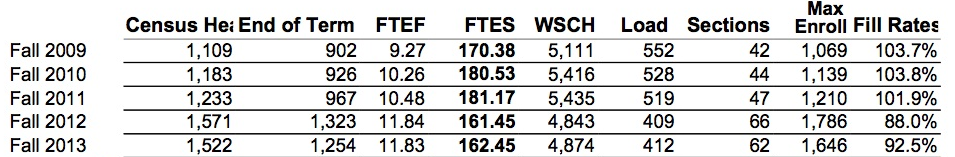 Max
Census Hea End of Term FTEF FTES WSCH Load Sections Enroll Fill Rates
Fall 2009 1,109 902 9.27 170.38 5,111 552 42 1,069 103.7%
Fall 2010 1,183 926 10.26 180.53 5,416 528 44 1,139 103.8%
Fall 2011 1,233 967 10.48 181.17 5,435 519 47 1,210 101.9%
Fall 2012 1,571 1,323 11.84 161.45 4,843 409 66 1,786 88.0%
Fall 2013 1,522 1,254 11.83 162.45 4,874 412 62 1,646 92.5%